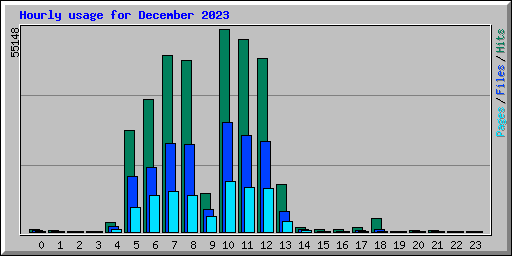 Hourly usage for December 2023
55148
Pages/Files/Hits
0 1 2 3 4 5 6 7 8 9 10 11 12 13 14 15 16 17 18 19 20 21 22 23